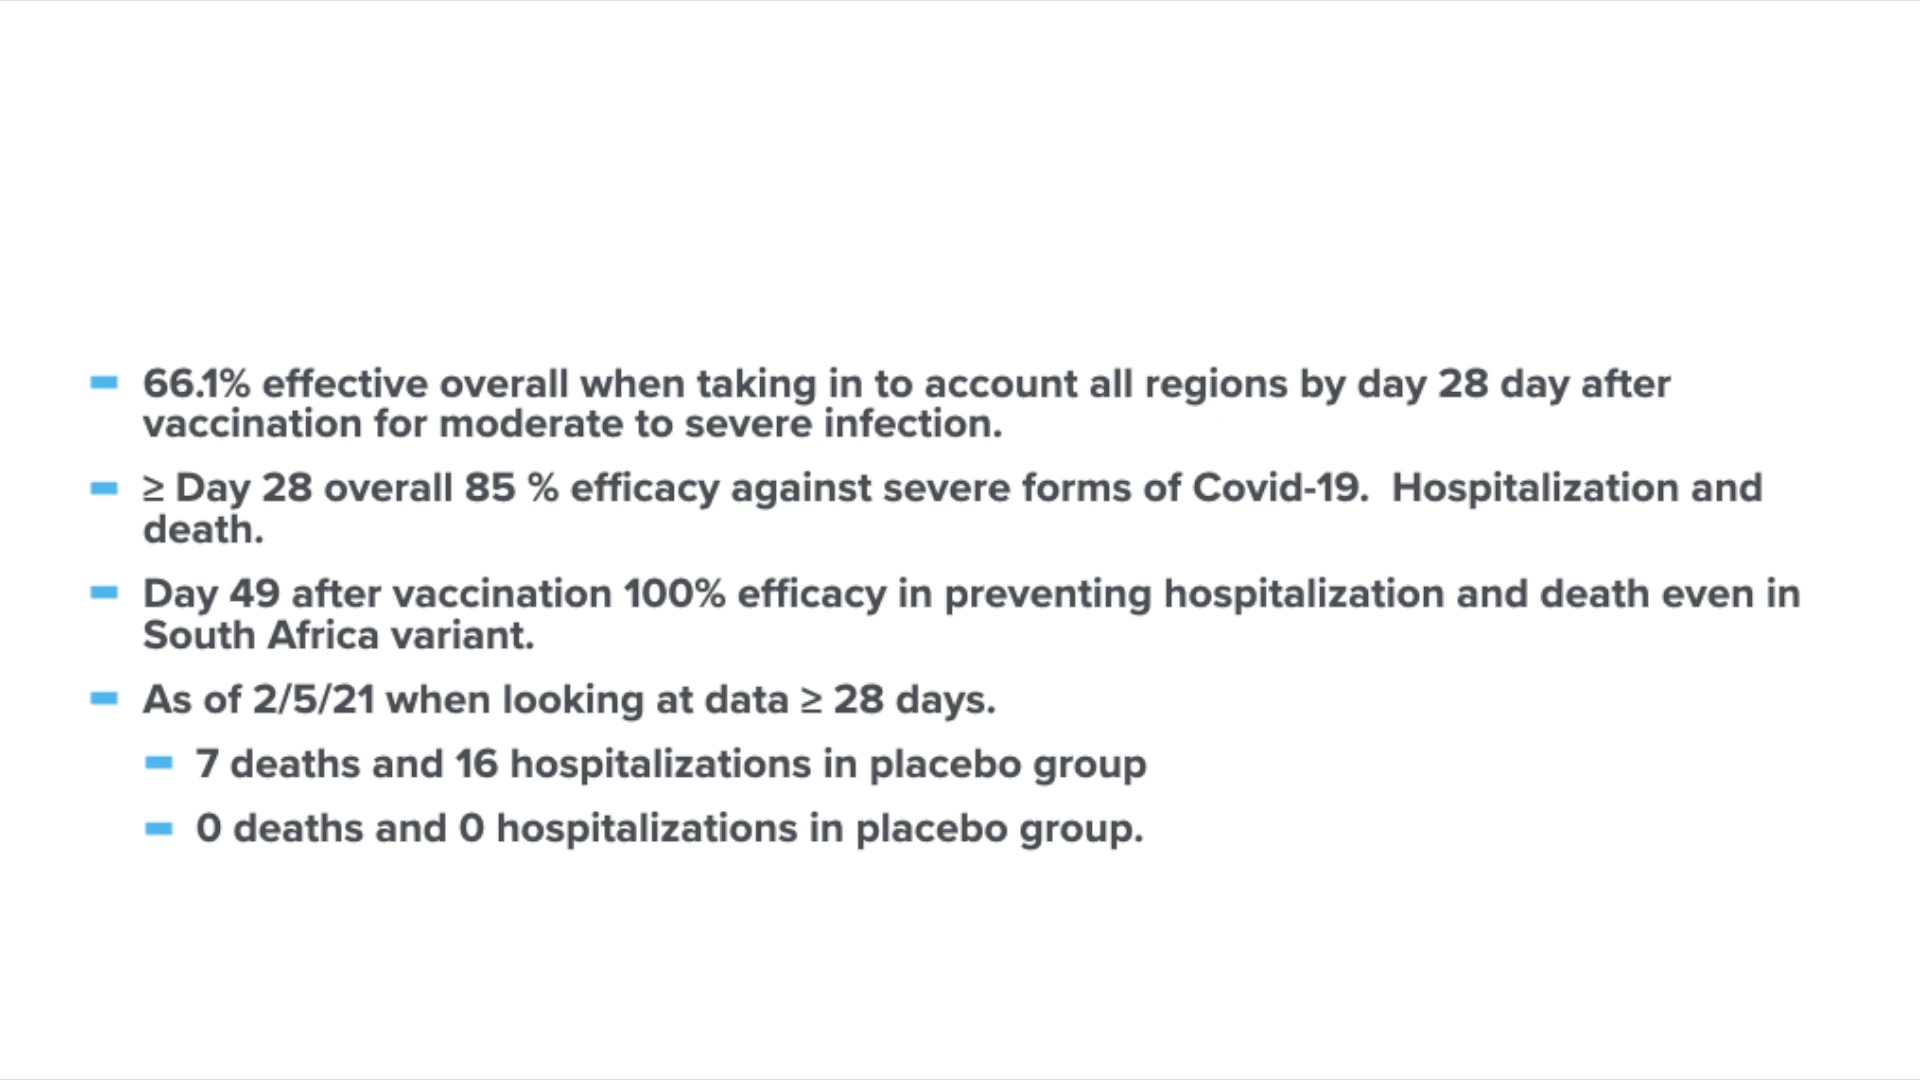 66.1% effective overall when taking in to account all regions by day 28 day after
vaccination for moderate to severe infection.
≥ Day 28 overall 85 % efficacy against severe forms of Covid-19.  Hospitalization and
death.
Day 49 after vaccination 100% efficacy in preventing hospitalization and death even in
South Africa variant.
As of 2/5/21 when looking at data ≥ 28 days.
7 deaths and 16 hospitalizations in placebo group
0 deaths and 0 hospitalizations in placebo group.